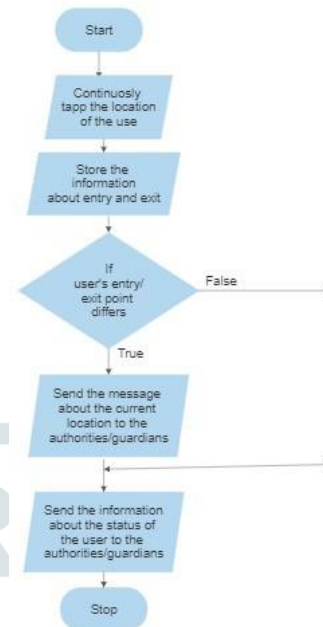 Start
Continuosly
tapp the location
of the use
Store the
information
about entry and exit
If
user's entry/
exit point
differs
False
True
Send the message
about the current
location to the
authorities/guardians
Send the information
about the status of
the user to the
authorities/guardians
Stop